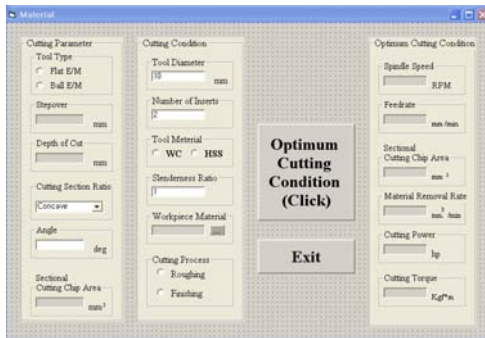 Material
Cutting Parameter
Tool Type
Flat E/M
Ball E/M
Stepover
mm
Depth of Cut
mm
Cutting Section Ratio
Concave
Angle
deg
Sectional
Cutting Chip Area
mm²
Cutting Condition
Tool Diameter
10
mm
Number of Inserts
2
Tool Meterial
WC HSS
Slenderness Ratio
1
Workpiece Material
...
Cutting Process
Roughing
Finishing
Optimum
Cutting
Condition
(Click)
Exit
Optimum Cutting Condition
Spindle Speed
RPM
Feedrate
mm /min
Sectional
Cutting Chip Area
mm ²
Material Removal Rate
mm³ /min
Cutting Power
hp
Cutting Torque
Kgf*m